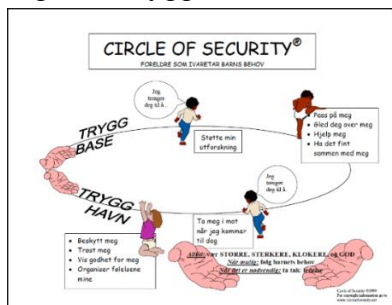 CIRCLE OF SECURITY®
FORELDRE SOM IVARETAR BARNS BEHOV
Jeg
trenger
deg til å..
TRYGG
BASE
Støtte min
utforskning
• Pass på meg
• Gled deg over meg
• Hjelp meg
• Ha det fint
sammen med meg
TRYGG
HAVN
Jeg
trenger
deg til å..
Ta meg i mot
når jeg kommer
til deg
• Beskytt meg
• Trøst meg
• Vis godhet for meg
• Organiser følelsene
mine
Alltid: vær STØRRE, STERKERE, KLOKERE, og GOD
Når mulig: følg barnets behov
Når det er nødvendig: ta ledelse
Circle of Security